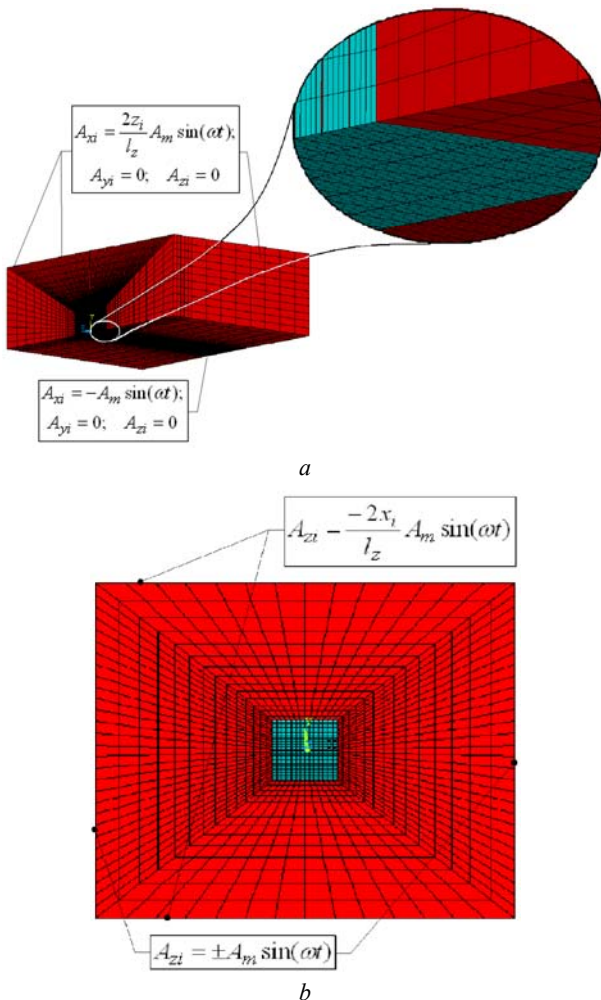 A_{xi} = \frac{2z_i}{l_z} A_m \sin(\omega t);
A_{yi} = 0; A_{zi} = 0
A_{xi} = -A_m \sin(\omega t);
A_{yi} = 0; A_{zi} = 0
a
A_{zi} - \frac{-2x_i}{l_z} A_m \sin(\omega t)
A_{zi} = \pm A_m \sin(\omega t)
b